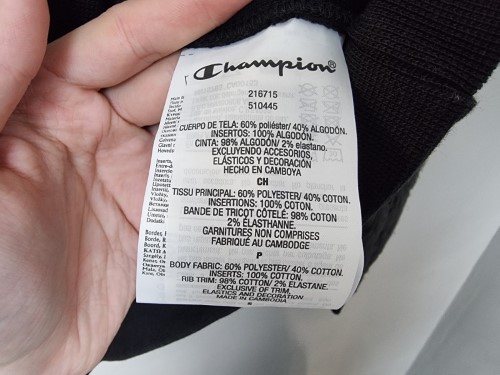 Champion
216715
510445
CUERPO DE TELA: 60% poliéster/ 40% ALGODÓN.
INSERTOS: 100% ALGODÓN.
CINTA: 98% ALGODÓN/ 2% elastano.
EXCLUYENDO ACCESORIOS,
ELÁSTICOS Y DECORACIÓN
HECHO EN CAMBOYA
CH
TISSU PRINCIPAL: 60% POLYESTER/ 40% COTON.
INSERTIONS: 100% COTON.
BANDE DE TRICOT CÔTELÉ: 98% COTON
2% ÉLASTHANNE.
GARNITURES NON COMPRISES
FABRIQUÉ AU CAMBODGE
P
BODY FABRIC: 60% POLYESTER/ 40% COTTON.
INSERTS: 100% COTTON.
RIB TRIM: 98% COTTON/ 2% ELASTANE.
EXCLUSIVE OF TRIM,
ELASTICS AND DECORATION
MADE IN CAMBODIA